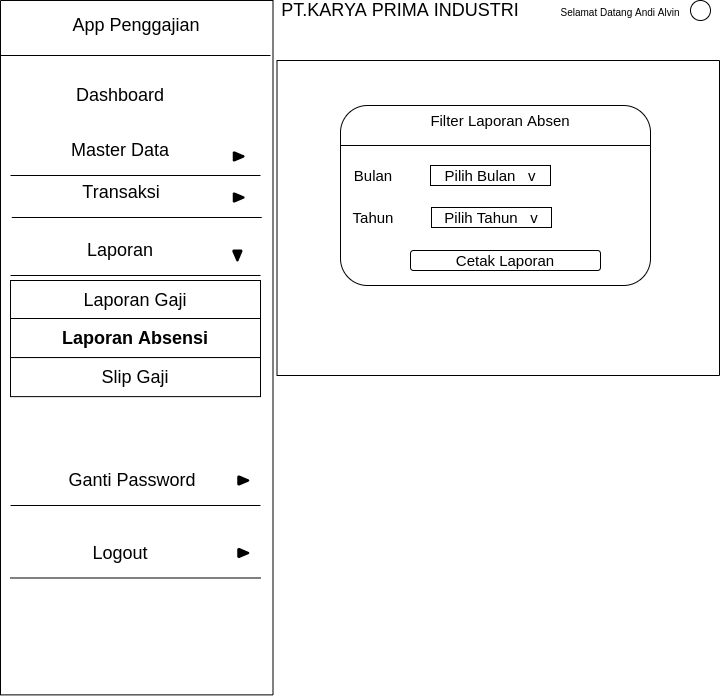 App Penggajian
PT.KARYA PRIMA INDUSTRI
Selamat Datang Andi Alvin
Dashboard
Master Data
Transaksi
Laporan
Laporan Gaji
Laporan Absensi
Slip Gaji
Ganti Password
Logout
Filter Laporan Absen
Bulan Pilih Bulan v
Tahun Pilih Tahun v
Cetak Laporan